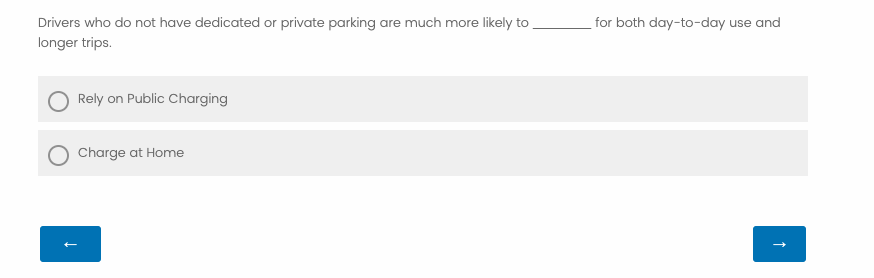 Drivers who do not have dedicated or private parking are much more likely to ________ for both day-to-day use and
longer trips.
Rely on Public Charging
Charge at Home
← →